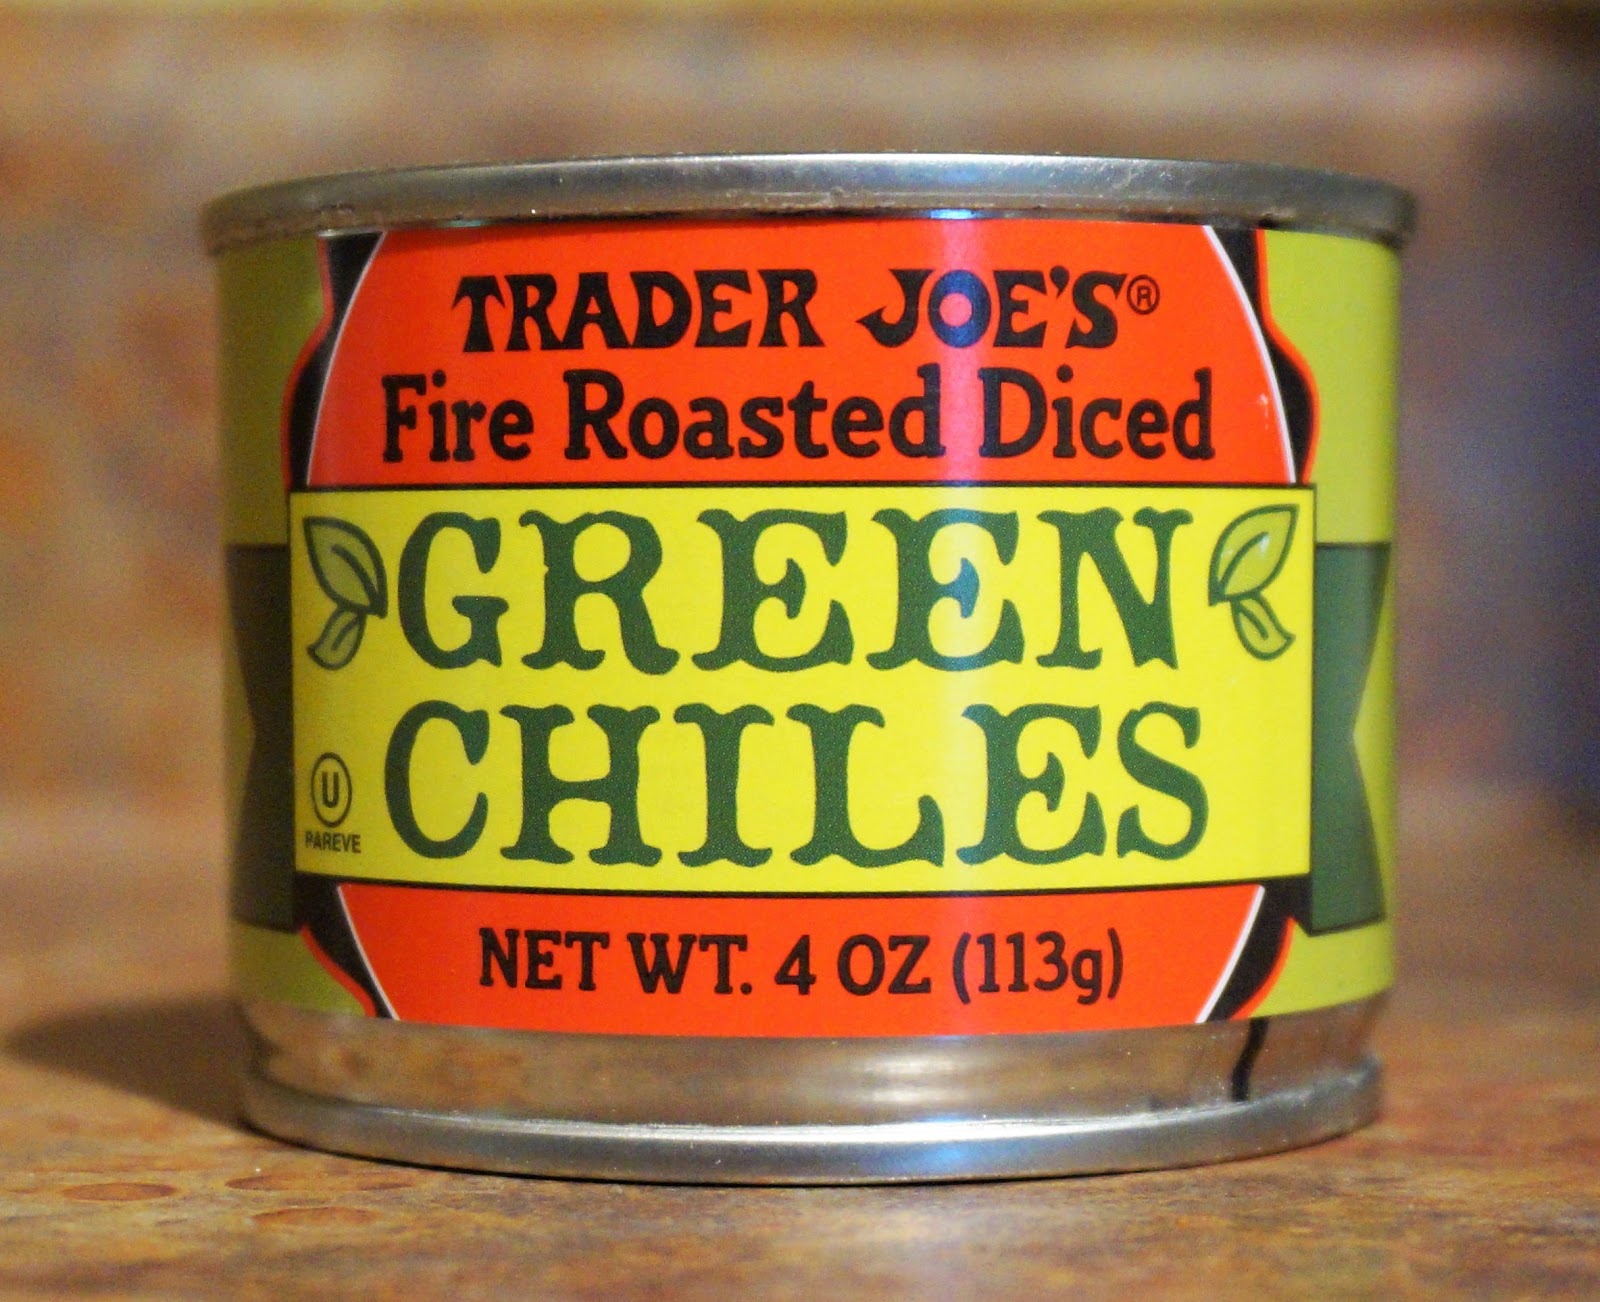 TRADER JOE'S®
Fire Roasted Diced
GREEN
CHILES
U
PAREVE
NET WT. 4 OZ (113g)